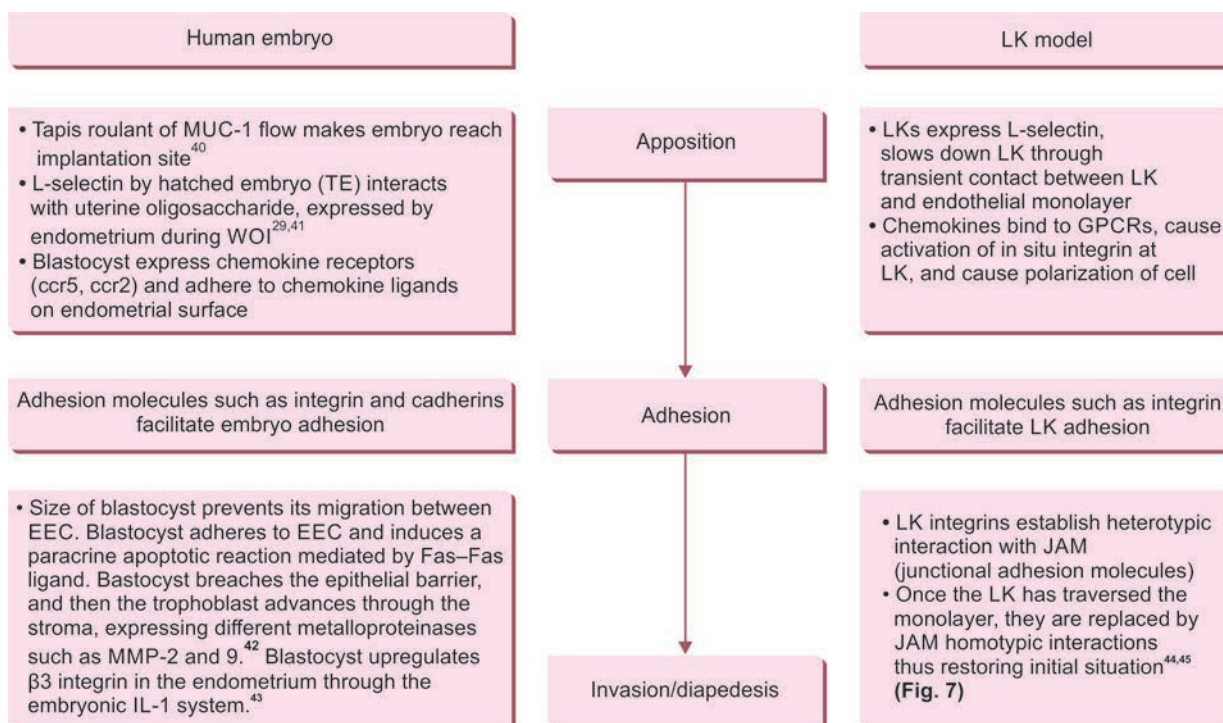 Human embryo
LK model
• Tapis roulant of MUC-1 flow makes embryo reach
implantation site40
• L-selectin by hatched embryo (TE) interacts
with uterine oligosaccharide, expressed by
endometrium during WOI29,41
• Blastocyst express chemokine receptors
(ccr5, ccr2) and adhere to chemokine ligands
on endometrial surface
Apposition
• LKs express L-selectin,
slows down LK through
transient contact between LK
and endothelial monolayer
• Chemokines bind to GPCRs, cause
activation of in situ integrin at
LK, and cause polarization of cell
Adhesion molecules such as integrin and cadherins
facilitate embryo adhesion
Adhesion
Adhesion molecules such as integrin
facilitate LK adhesion
• Size of blastocyst prevents its migration between
EEC. Blastocyst adheres to EEC and induces a
paracrine apoptotic reaction mediated by Fas–Fas
ligand. Bastocyst breaches the epithelial barrier,
and then the trophoblast advances through the
stroma, expressing different metalloproteinases
such as MMP-2 and 9.42 Blastocyst upregulates
β3 integrin in the endometrium through the
embryonic IL-1 system.43
Invasion/diapedesis
• LK integrins establish heterotypic
interaction with JAM
(junctional adhesion molecules)
• Once the LK has traversed the
monolayer, they are replaced by
JAM homotypic interactions
thus restoring initial situation44,45
(Fig. 7)